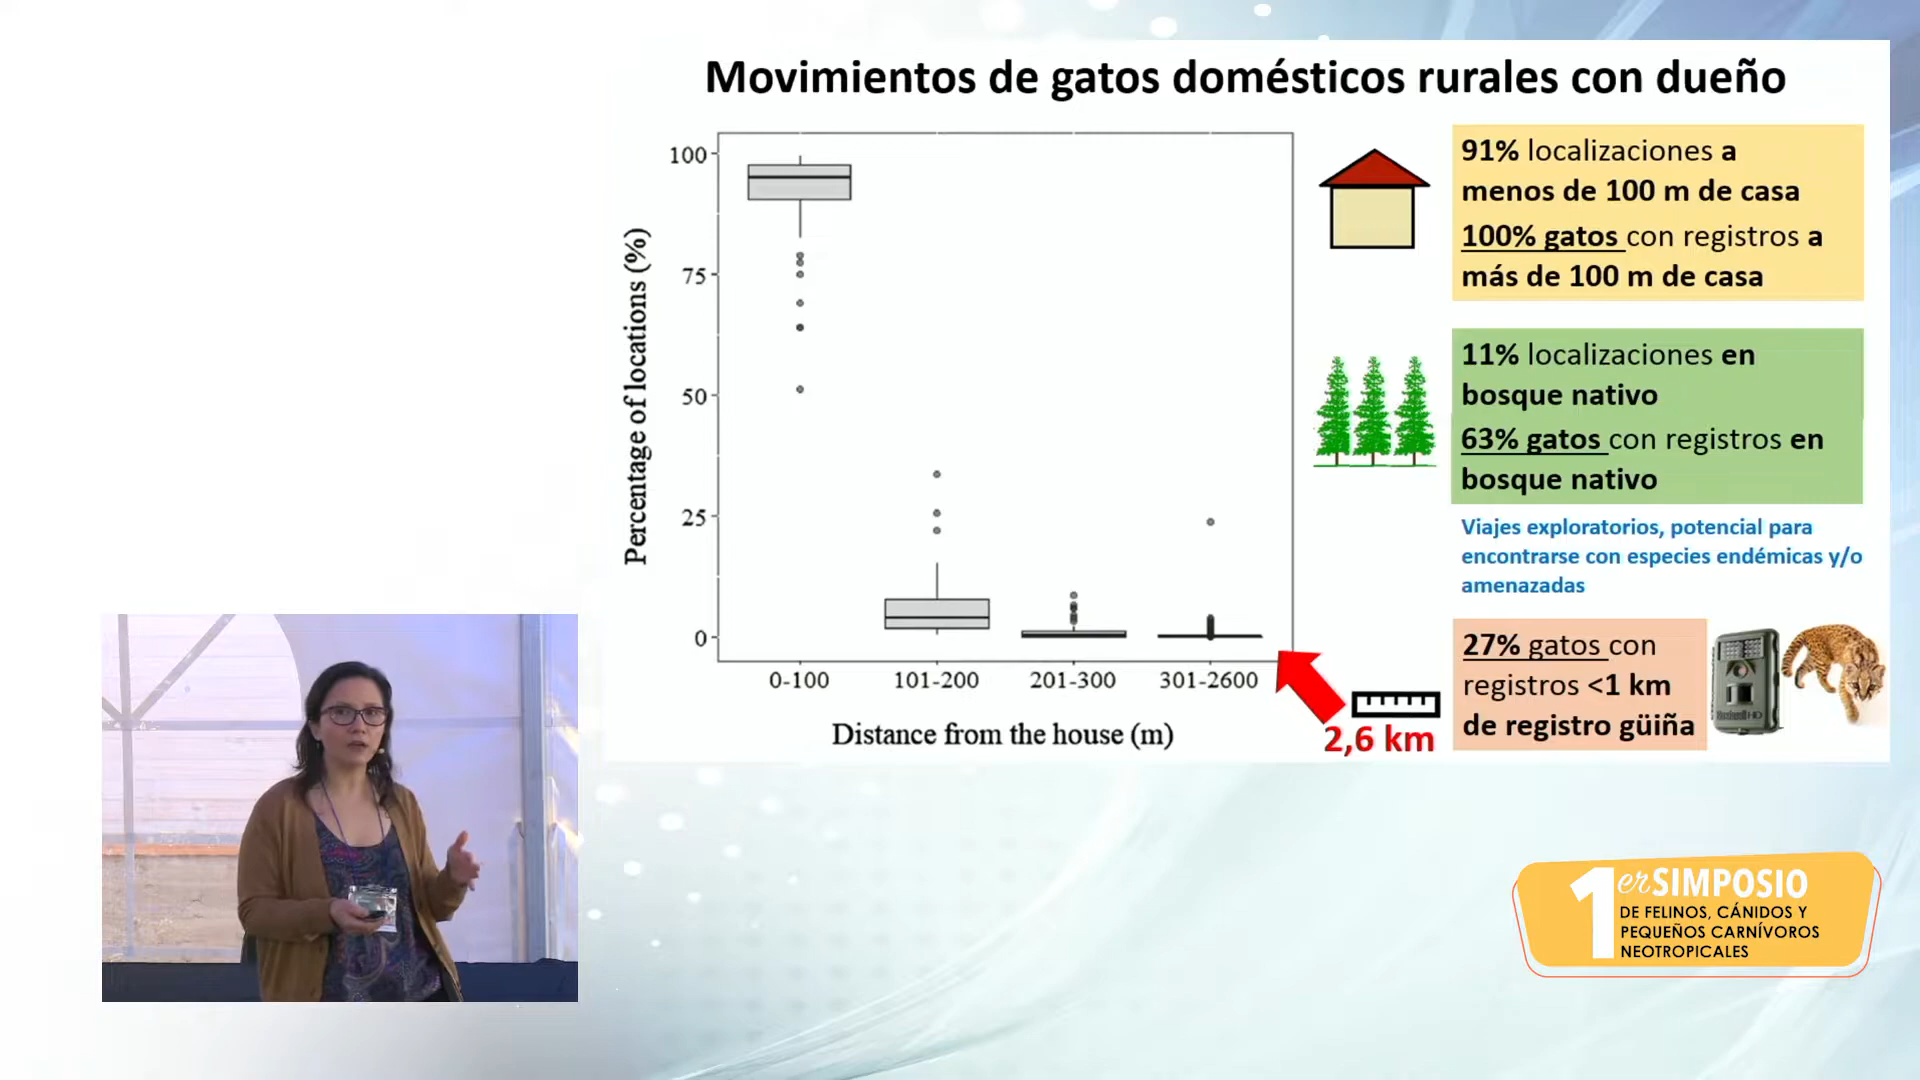 Movimientos de gatos domésticos rurales con dueño
Percentage of locations (%)
100
75
50
25
0
0-100
101-200
201-300
301-2600
Distance from the house (m)
2,6 km
91% localizaciones a
menos de 100 m de casa
100% gatos con registros a
más de 100 m de casa
11% localizaciones en
bosque nativo
63% gatos con registros en
bosque nativo
Viajes exploratorios, potencial para
encontrarse con especies endémicas y/o
amenazadas
27% gatos con
registros <1 km
de registro güiña
1er SIMPOSIO
DE FELINOS, CÁNIDOS Y
PEQUEÑOS CARNÍVOROS
NEOTROPICALES